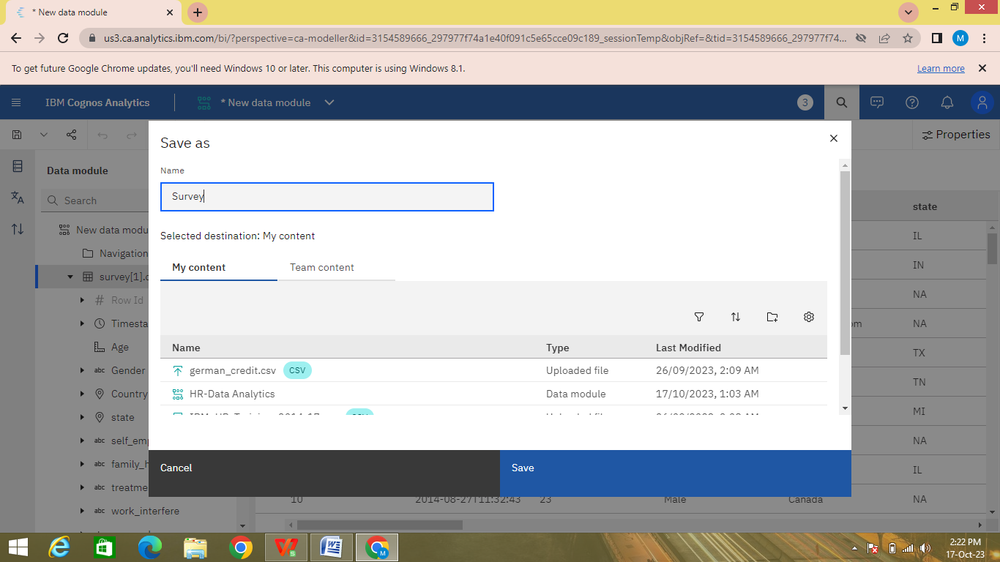 * New data module
us3.ca.analytics.ibm.com/bi/?perspective=ca-modeller&id=3154589666_297977f74a1e40f091c5e65cce09c189_sessionTemp&objRef=&tid=3154589666_297977f74...
M
To get future Google Chrome updates, you'll need Windows 10 or later. This computer is using Windows 8.1.
Learn more
IBM Cognos Analytics
* New data module
3
Properties
Data module
Search
New data modu
Navigation
survey[1].c
Row Id
Timesta
Age
abc Gender
Country
state
abc self_emp
abc family_h
abc treatme
abc work_interfere
Save as
Name
Survey
Selected destination: My content
My content
Team content
Name Type Last Modified
german_credit.csv CSV Uploaded file 26/09/2023, 2:09 AM
HR-Data Analytics Data module 17/10/2023, 1:03 AM
Cancel
Save
state
IL
IN
NA
om NA
TX
TN
MI
NA
IL
10 2014-08-27T11:32:43 23 Male Canada NA
2:22 PM
17-Oct-23